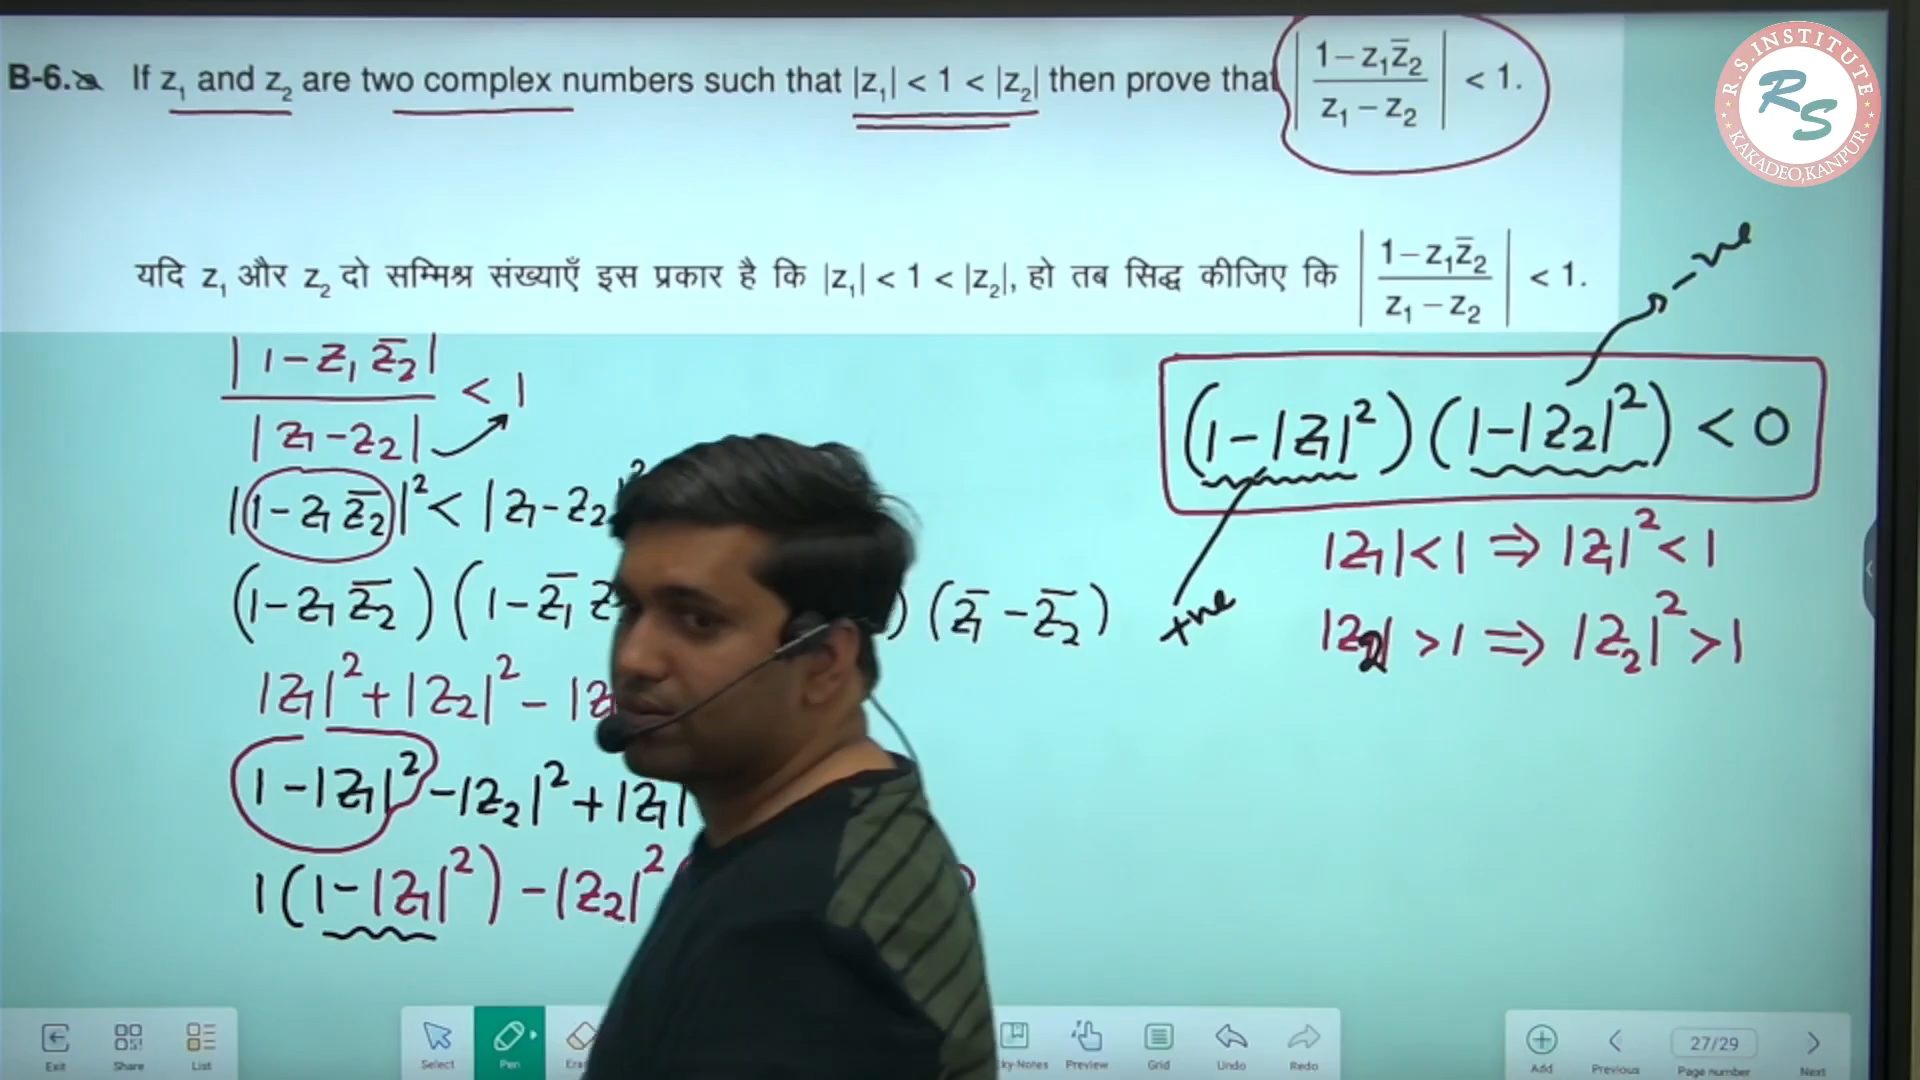 B-6. If z₁ and z₂ are two complex numbers such that |z₁| < 1 < |z₂| then prove that |(1 − z₁z̄₂)/(z₁ − z₂)| < 1.
यदि z₁ और z₂ दो सम्मिश्र संख्याएँ इस प्रकार है कि |z₁| < 1 < |z₂|, हो तब सिद्ध कीजिए कि |(1 − z₁z̄₂)/(z₁ − z₂)| < 1.
|1 − z₁z̄₂| / |z₁ − z₂| < 1
|1 − z₁z̄₂|² < |z₁ − z₂
(1 − z₁z̄₂)(1 − z̄₁z ) (z̄₁ − z̄₂)
|z₁|² + |z₂|² − |z
1 − |z₁|² − |z₂|² + |z₁|
1(1 − |z₁|²) − |z₂|²
−ve
(1 − |z₁|²)(1 − |z₂|²) < 0
+ve
|z₁| < 1 ⇒ |z₁|² < 1
|z₂| > 1 ⇒ |z₂|² > 1
R.S.INSTITUTE
RS
KAKADEO,KANPUR
Exit Share List Select Pen Preview Grid Undo Redo Add Previous 27/29 Page number Next